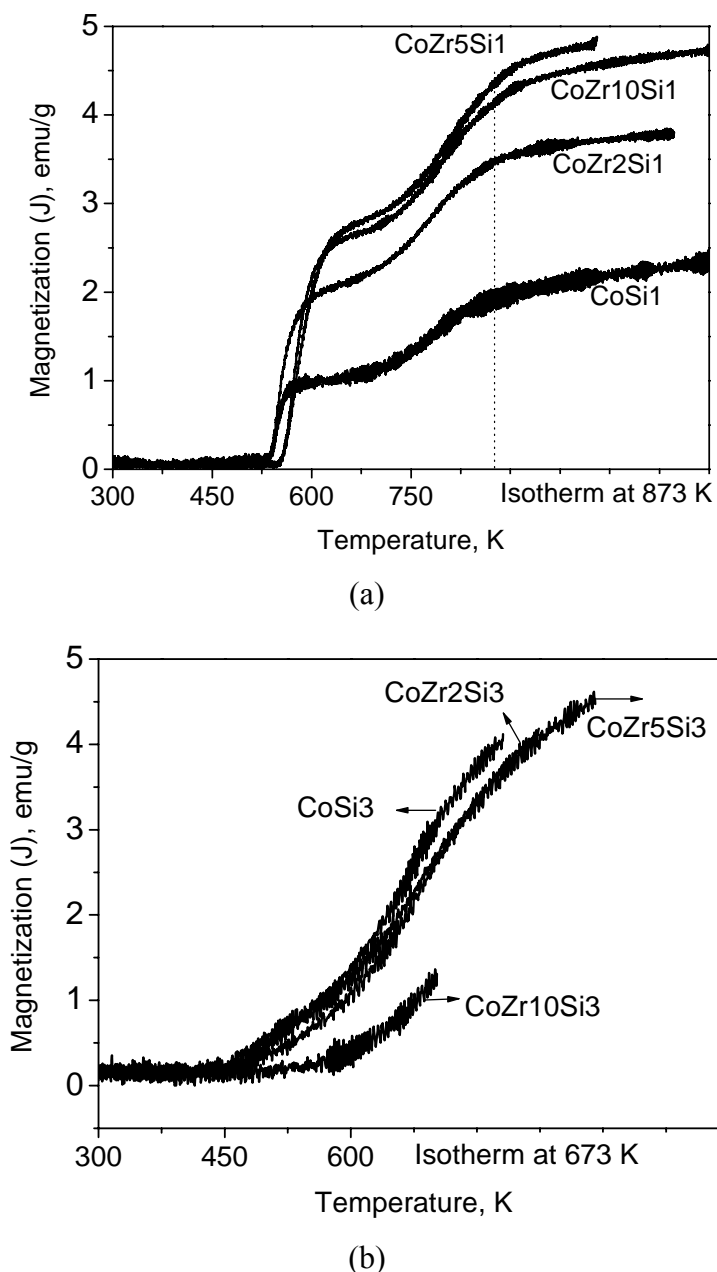 5
4
3
2
1
0
Magnetization (J), emu/g
CoZr5Si1
CoZr10Si1
CoZr2Si1
CoSi1
300 450 600 750 Isotherm at 873 K
Temperature, K
(a)
5
4
3
2
1
0
Magnetization (J), emu/g
CoZr2Si3
CoZr5Si3
CoSi3
CoZr10Si3
300 450 600 Isotherm at 673 K
Temperature, K
(b)